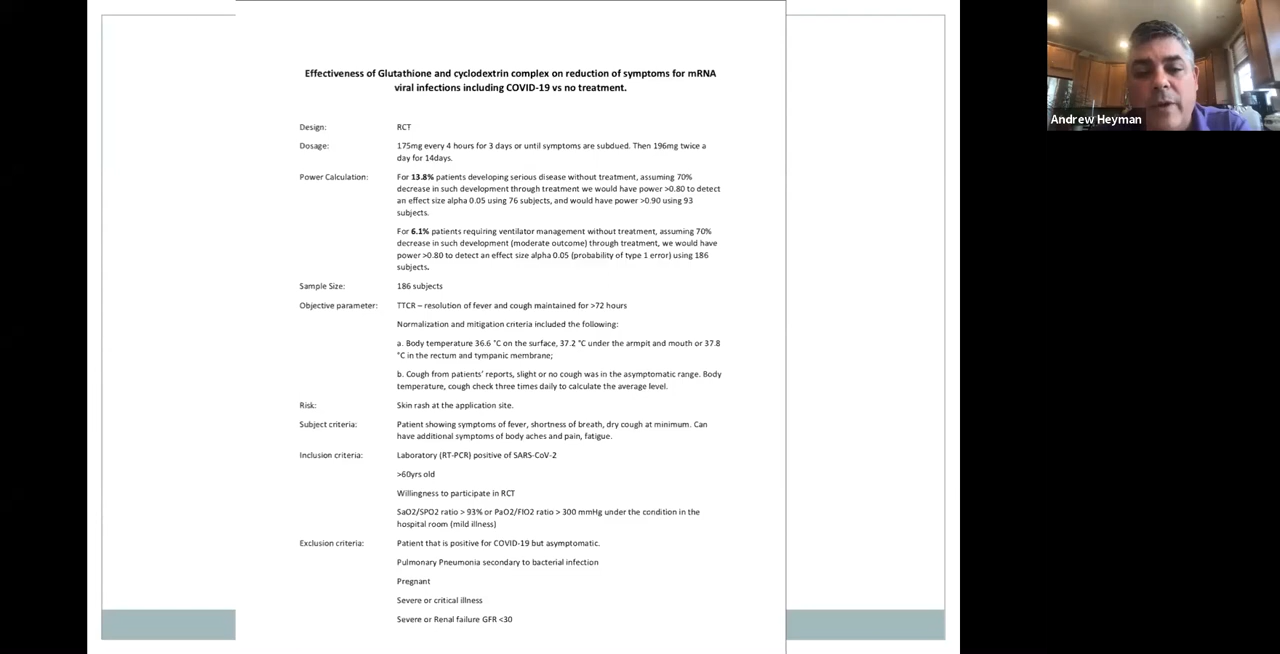 Effectiveness of Glutathione and cyclodextrin complex on reduction of symptoms for mRNA
viral infections including COVID-19 vs no treatment.
Design: RCT
Dosage: 175mg every 4 hours for 3 days or until symptoms are subdued. Then 196mg twice a
day for 14days.
Power Calculation: For 13.8% patients developing serious disease without treatment, assuming 70%
decrease in such development through treatment we would have power >0.80 to detect
an effect size alpha 0.05 using 76 subjects, and would have power >0.90 using 93
subjects.
For 6.1% patients requiring ventilator management without treatment, assuming 70%
decrease in such development (moderate outcome) through treatment, we would have
power >0.80 to detect an effect size alpha 0.05 (probability of type 1 error) using 186
subjects.
Sample Size: 186 subjects
Objective parameter: TTCR – resolution of fever and cough maintained for >72 hours
Normalization and mitigation criteria included the following:
a. Body temperature 36.6 °C on the surface, 37.2 °C under the armpit and mouth or 37.8
°C in the rectum and tympanic membrane;
b. Cough from patients' reports, slight or no cough was in the asymptomatic range. Body
temperature, cough check three times daily to calculate the average level.
Risk: Skin rash at the application site.
Subject criteria: Patient showing symptoms of fever, shortness of breath, dry cough at minimum. Can
have additional symptoms of body aches and pain, fatigue.
Inclusion criteria: Laboratory (RT-PCR) positive of SARS-CoV-2
>60yrs old
Willingness to participate in RCT
SaO2/SPO2 ratio > 93% or PaO2/FIO2 ratio > 300 mmHg under the condition in the
hospital room (mild illness)
Exclusion criteria: Patient that is positive for COVID-19 but asymptomatic.
Pulmonary Pneumonia secondary to bacterial infection
Pregnant
Severe or critical illness
Severe or Renal failure GFR <30
Andrew Heyman